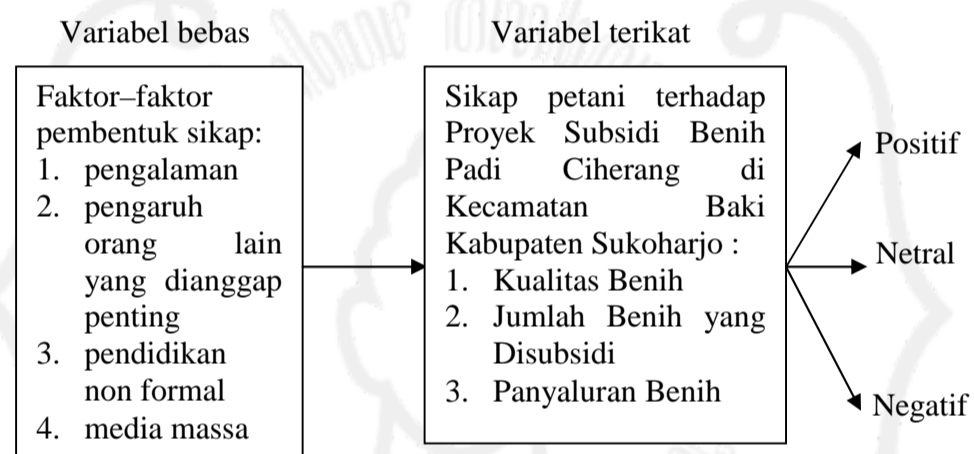 Variabel bebas
Variabel terikat
Faktor–faktor
pembentuk sikap:
1. pengalaman
2. pengaruh
orang lain
yang dianggap
penting
3. pendidikan
non formal
4. media massa
Sikap petani terhadap
Proyek Subsidi Benih
Padi Ciherang di
Kecamatan Baki
Kabupaten Sukoharjo :
1. Kualitas Benih
2. Jumlah Benih yang
Disubsidi
3. Panyaluran Benih
Positif
Netral
Negatif